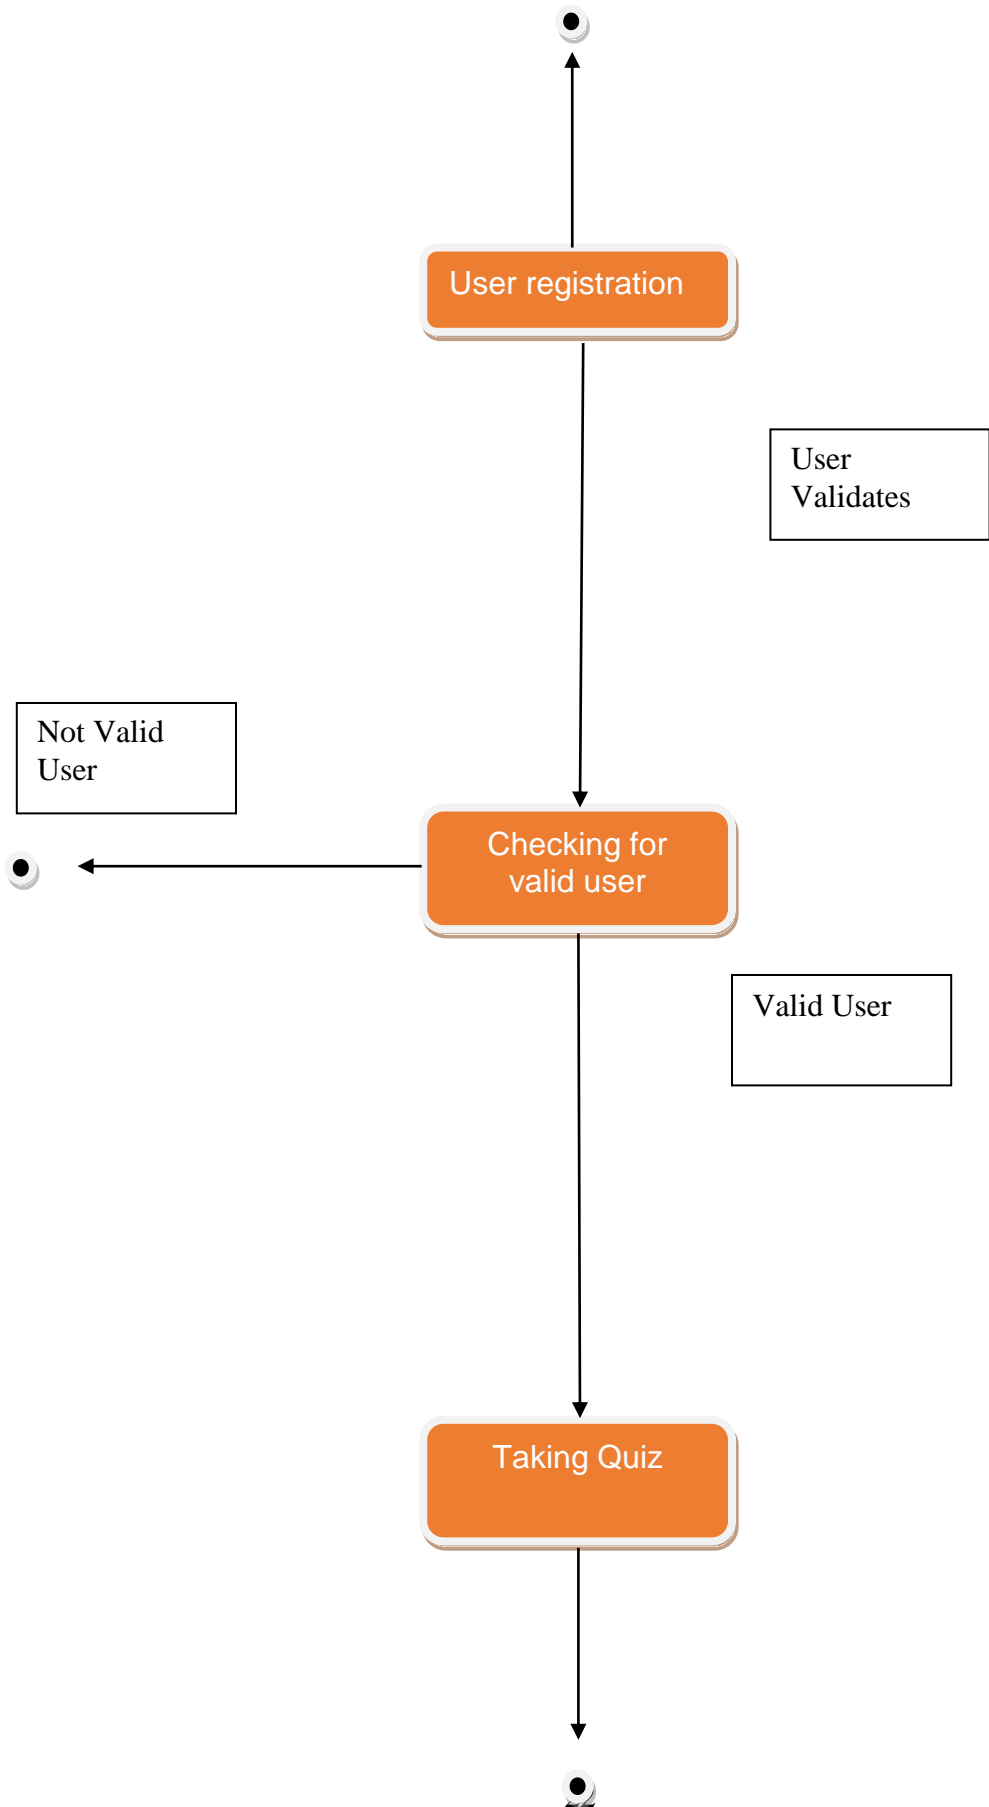 User registration
User
Validates
Not Valid
User
Checking for
valid user
Valid User
Taking Quiz